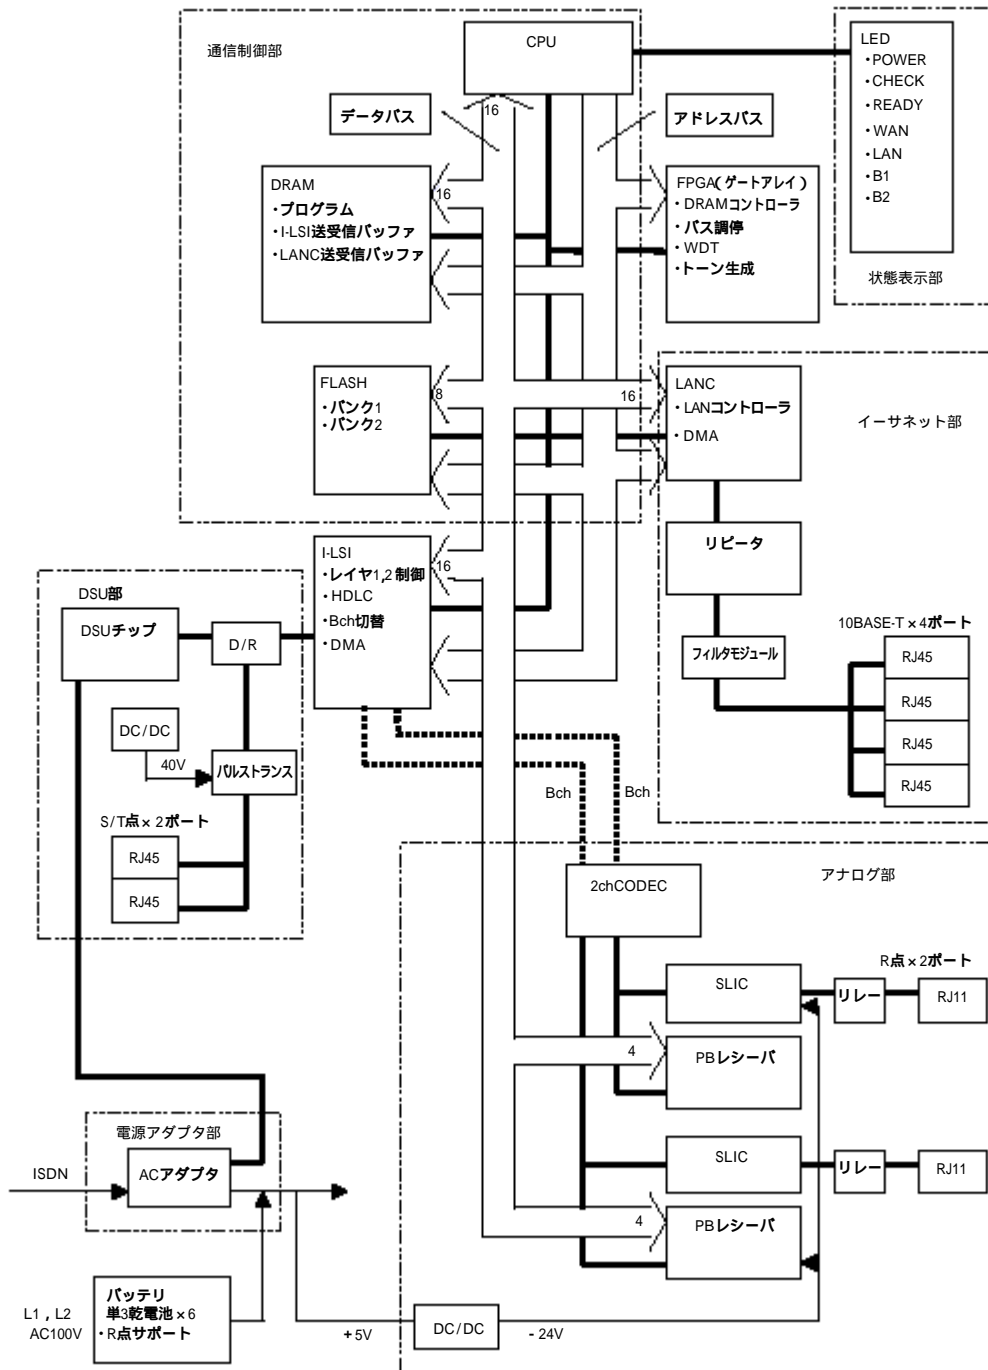 通信制御部
CPU
LED
・POWER
・CHECK
・READY
・WAN
・LAN
・B1
・B2
状態表示部
16
データバス
アドレスバス
DRAM
・プログラム
・I-LSI送受信バッファ
・LANC送受信バッファ
16
FPGA(ゲートアレイ)
・DRAMコントローラ
・バス調停
・WDT
・トーン生成
FLASH
・バンク1
・バンク2
8
16
LANC
・LANコントローラ
・DMA
イーサネット部
リピータ
フィルタモジュール
10BASE-T×4ポート
RJ45
RJ45
RJ45
RJ45
I-LSI
・レイヤ1,2制御
・HDLC
・Bch切替
・DMA
16
DSU部
DSUチップ
D/R
DC/DC
40V
パルストランス
S/T点×2ポート
RJ45
RJ45
Bch
Bch
アナログ部
2chCODEC
R点×2ポート
SLIC
リレー
RJ11
4
PBレシーバ
SLIC
リレー
RJ11
4
PBレシーバ
電源アダプタ部
ISDN
ACアダプタ
バッテリ
単3乾電池×6
・R点サポート
L1,L2
AC100V
+5V
DC/DC
-24V